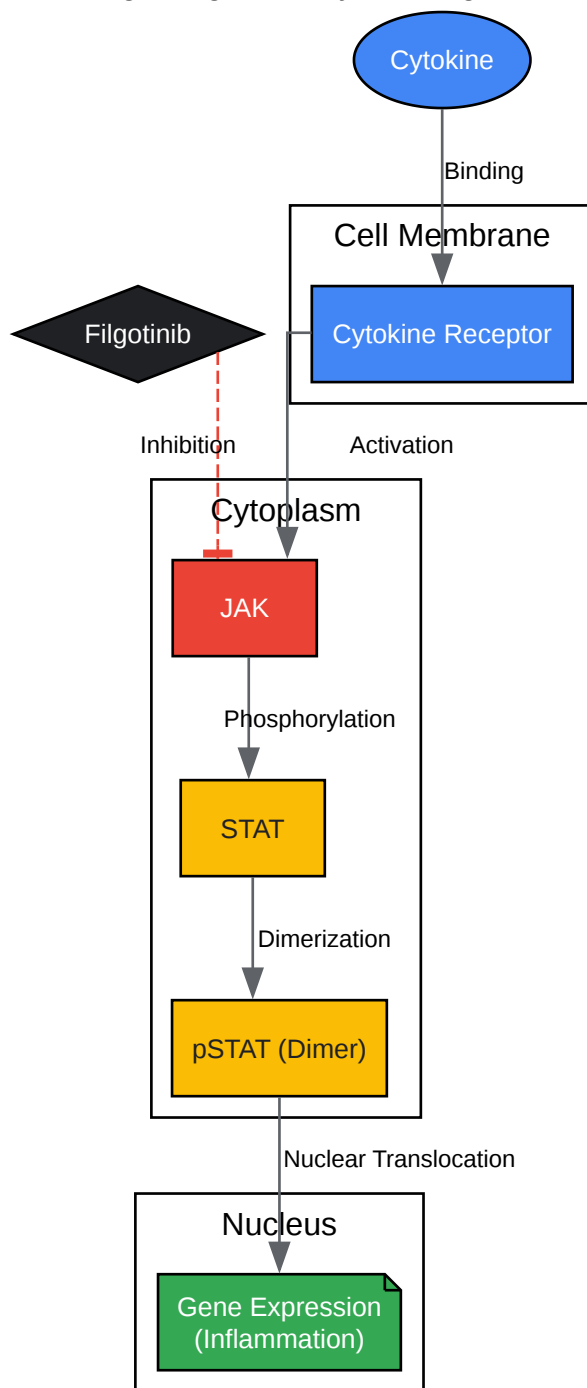 Cytokine
Binding
Cell Membrane
Filgotinib
Cytokine Receptor
Inhibition
Activation
Cytoplasm
JAK
Phosphorylation
STAT
Dimerization
pSTAT (Dimer)
Nuclear Translocation
Nucleus
Gene Expression
(Inflammation)